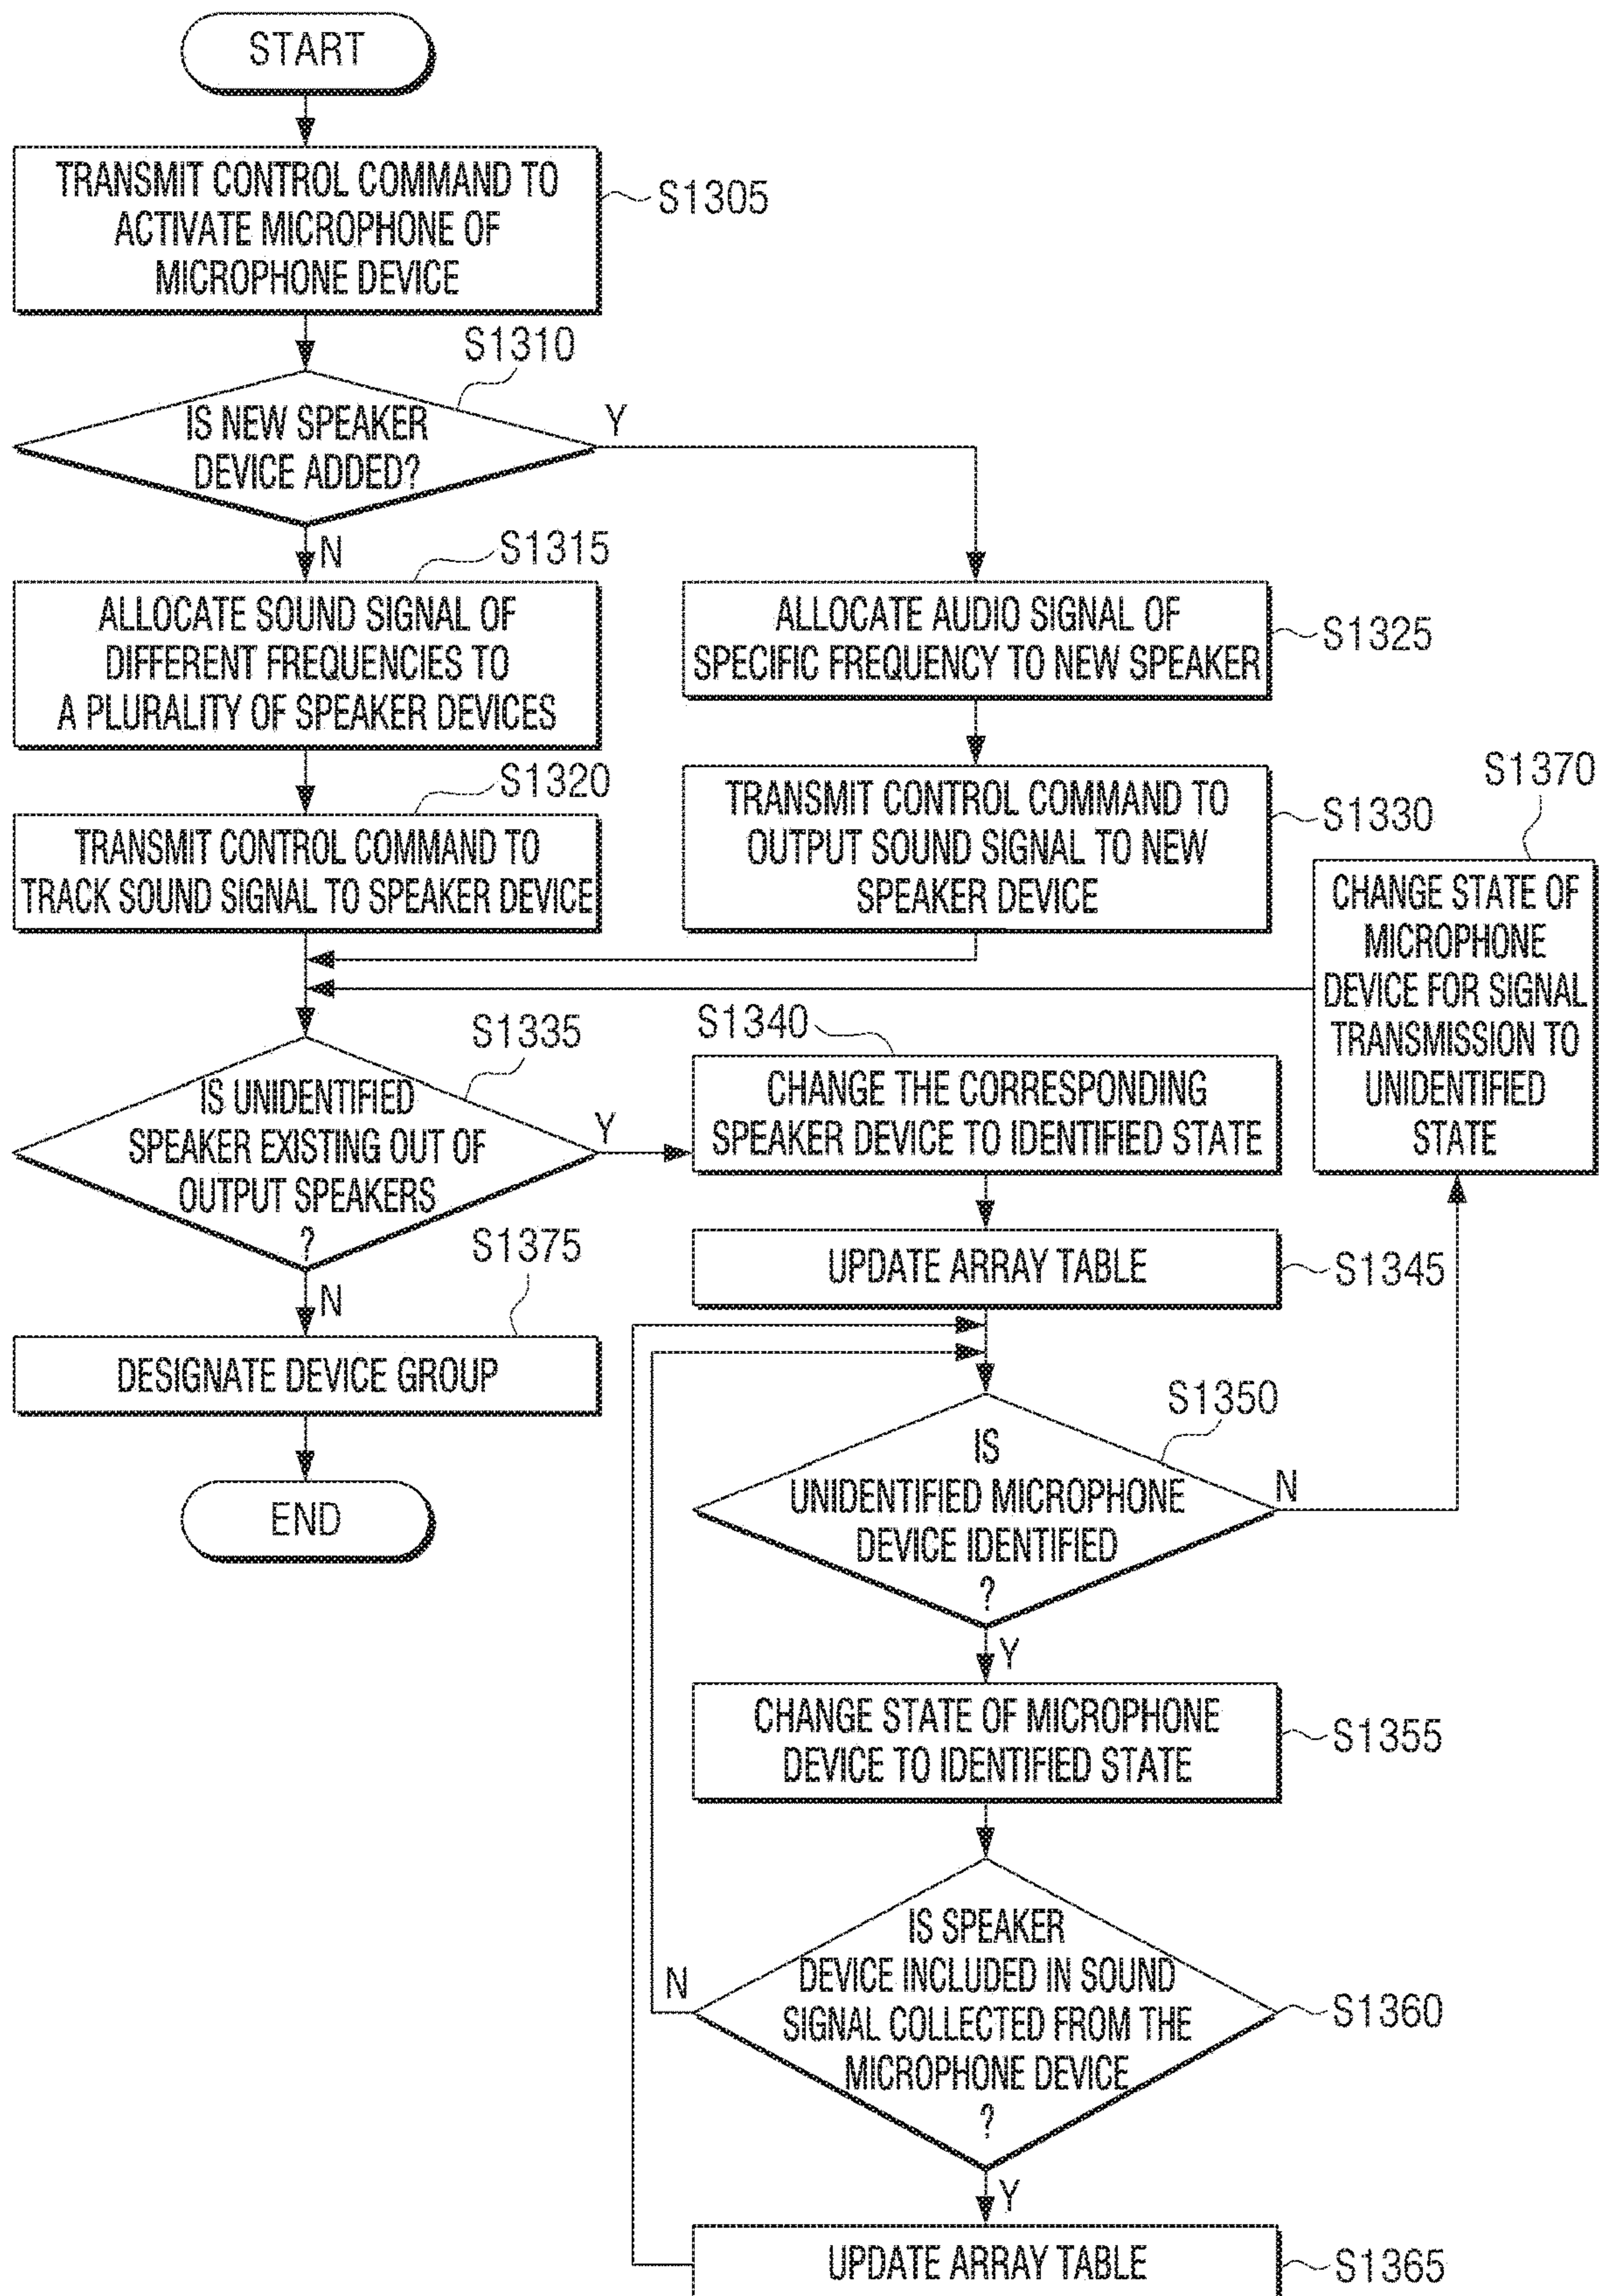 START
TRANSMIT CONTROL COMMAND TO
ACTIVATE MICROPHONE OF
MICROPHONE DEVICE
S1305
S1310
IS NEW SPEAKER
DEVICE ADDED?
Y
N
S1315
ALLOCATE SOUND SIGNAL OF
DIFFERENT FREQUENCIES TO
A PLURALITY OF SPEAKER DEVICES
ALLOCATE AUDIO SIGNAL OF
SPECIFIC FREQUENCY TO NEW SPEAKER
S1325
S1320
TRANSMIT CONTROL COMMAND TO
TRACK SOUND SIGNAL TO SPEAKER DEVICE
TRANSMIT CONTROL COMMAND TO
OUTPUT SOUND SIGNAL TO NEW
SPEAKER DEVICE
S1330
S1370
CHANGE STATE OF
MICROPHONE
DEVICE FOR SIGNAL
TRANSMISSION TO
UNIDENTIFIED
STATE
S1335
IS UNIDENTIFIED
SPEAKER EXISTING OUT OF
OUTPUT SPEAKERS
?
Y
N
S1340
CHANGE THE CORRESPONDING
SPEAKER DEVICE TO IDENTIFIED STATE
UPDATE ARRAY TABLE
S1345
S1375
DESIGNATE DEVICE GROUP
END
S1350
IS
UNIDENTIFIED MICROPHONE
DEVICE IDENTIFIED
?
N
Y
CHANGE STATE OF MICROPHONE
DEVICE TO IDENTIFIED STATE
S1355
IS SPEAKER
DEVICE INCLUDED IN SOUND
SIGNAL COLLECTED FROM THE
MICROPHONE DEVICE
?
N
S1360
Y
UPDATE ARRAY TABLE
S1365